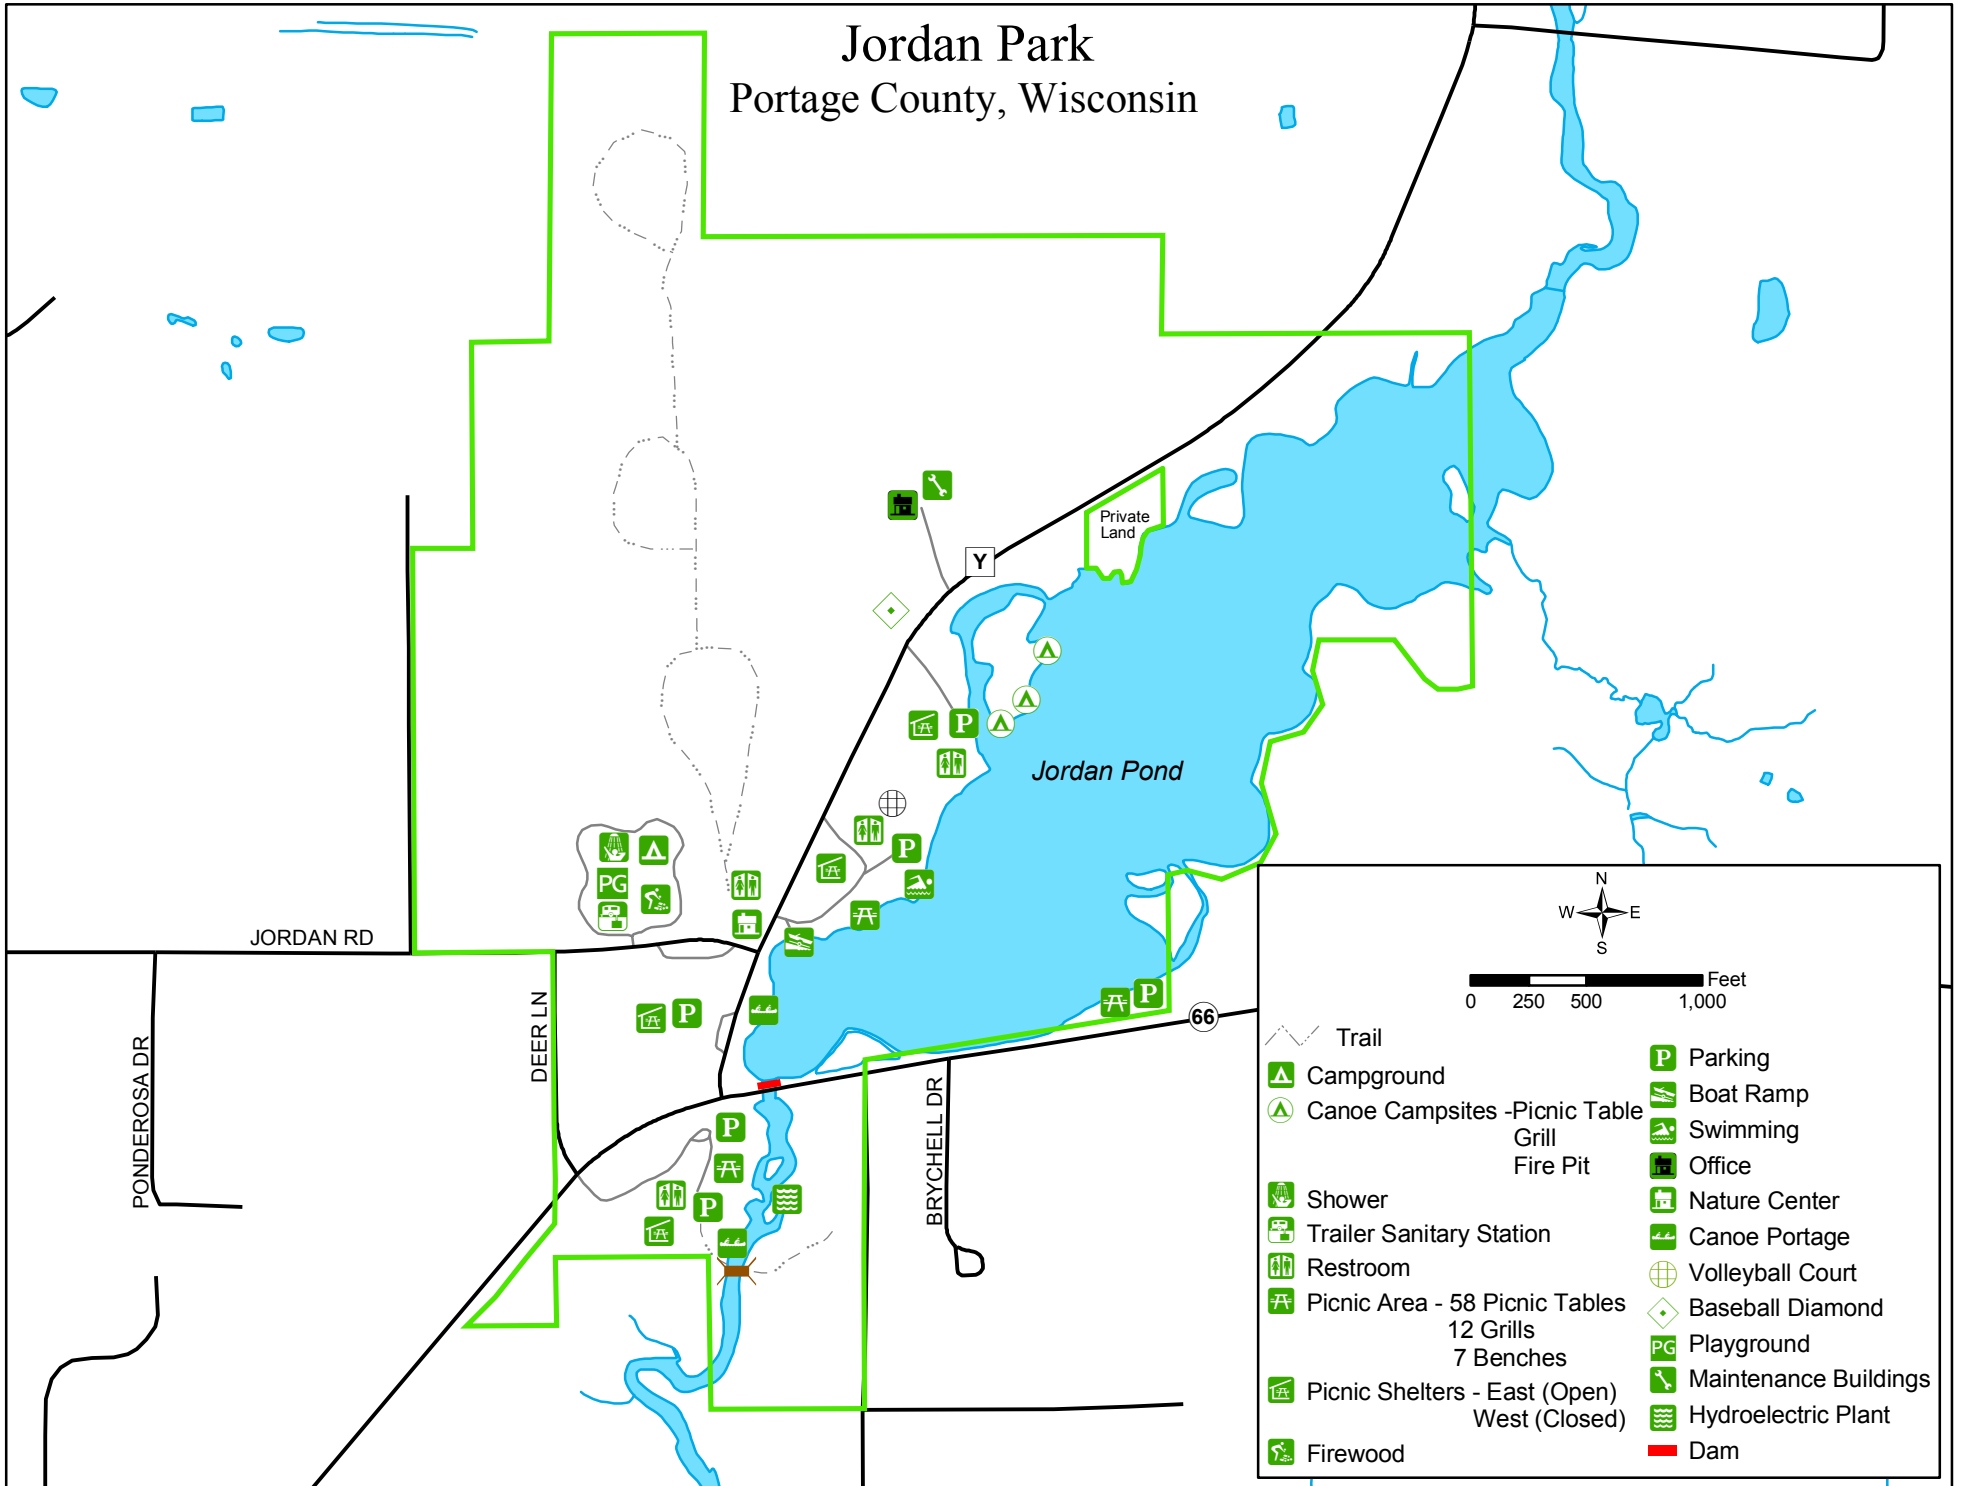 Jordan Park
Portage County, Wisconsin
Private
Land
Y
P
Jordan Pond
P
PG
JORDAN RD
P
P
66
DEER LN
PONDEROSA DR
BRYCHELL DR
P
P
N
W E
S
Feet
0 250 500 1,000
Trail
Campground
Canoe Campsites -Picnic Table
Grill
Fire Pit
Shower
Trailer Sanitary Station
Restroom
Picnic Area - 58 Picnic Tables
12 Grills
7 Benches
Picnic Shelters - East (Open)
West (Closed)
Firewood
P Parking
Boat Ramp
Swimming
Office
Nature Center
Canoe Portage
Volleyball Court
Baseball Diamond
PG Playground
Maintenance Buildings
Hydroelectric Plant
Dam